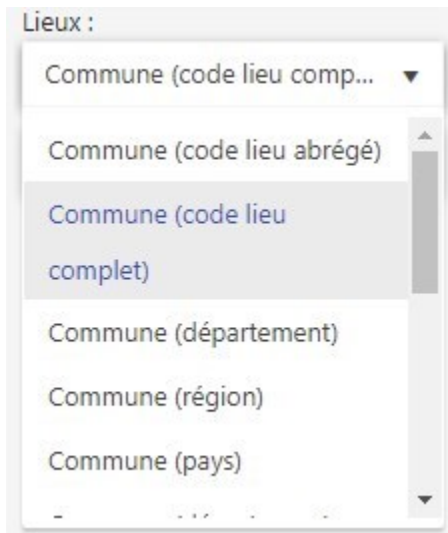 Lieux :
Commune (code lieu comp...
Commune (code lieu abrégé)
Commune (code lieu
complet)
Commune (département)
Commune (région)
Commune (pays)